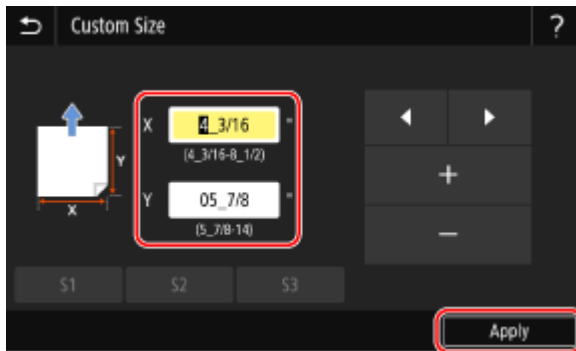 Custom Size ?
X 4_3/16 "
(4_3/16-8_1/2)
Y
X
Y 05_7/8 "
(5_7/8-14)
+
−
S1 S2 S3
Apply